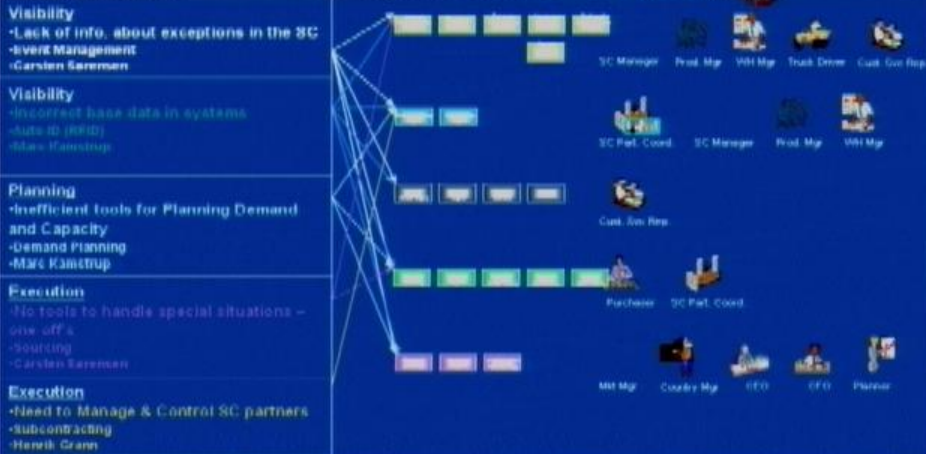 Visibility
•Lack of info. about exceptions in the SC
•Event Management
•Carsten Sørensen
Visibility
•Incorrect base data in systems
•Auto ID (RFID)
•Marc Kamstrup
Planning
•Inefficient tools for Planning Demand
and Capacity
•Demand Planning
•Marc Kamstrup
Execution
•No tools to handle special situations –
one off's
•Sourcing
•Carsten Sørensen
Execution
•Need to Manage & Control SC partners
•Subcontracting
•Henrik Grann
SC Manager Prod. Mgr WH Mgr Truck Driver Cust. Svc Rep.
SC Part. Coord. SC Manager Prod. Mgr WH Mgr
Cust. Svc Rep.
Purchaser SC Part. Coord.
Mkt Mgr Country Mgr CEO CFO Planner